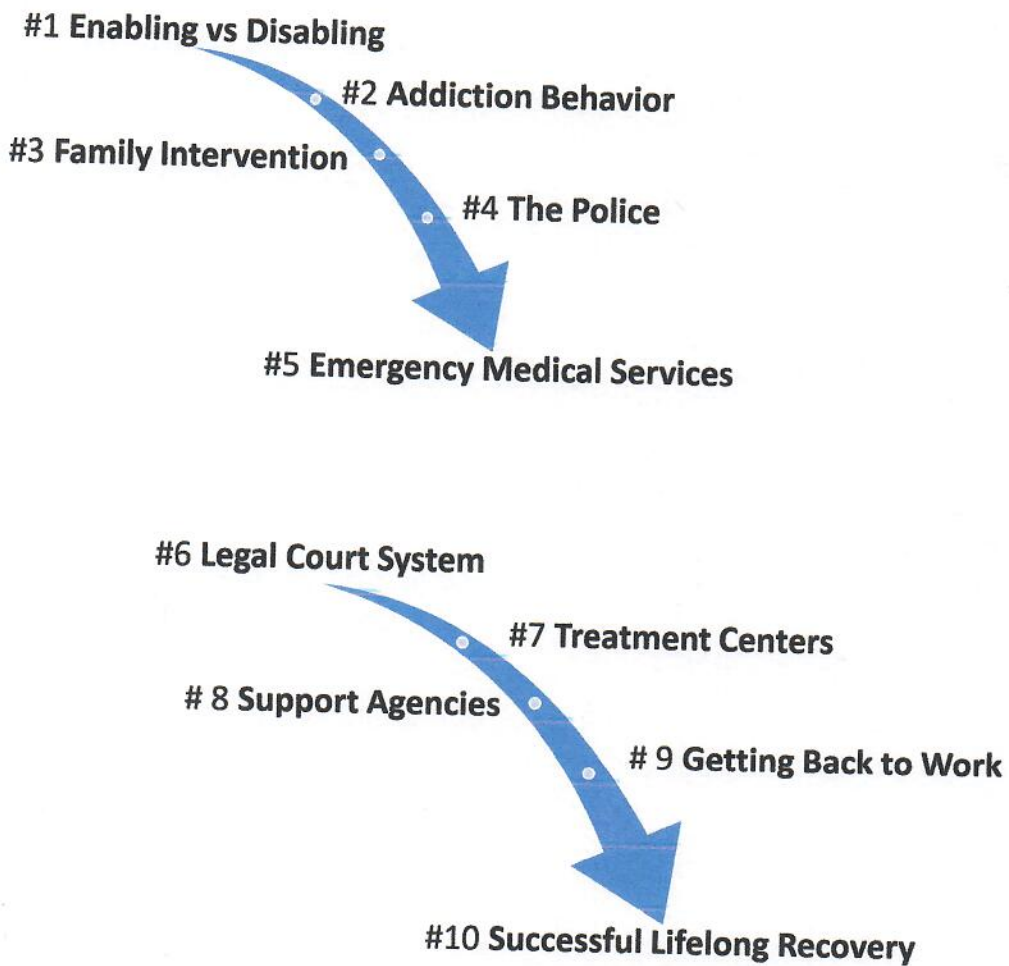 #1 Enabling vs Disabling
#2 Addiction Behavior
#3 Family Intervention
#4 The Police
#5 Emergency Medical Services
#6 Legal Court System
#7 Treatment Centers
# 8 Support Agencies
# 9 Getting Back to Work
#10 Successful Lifelong Recovery